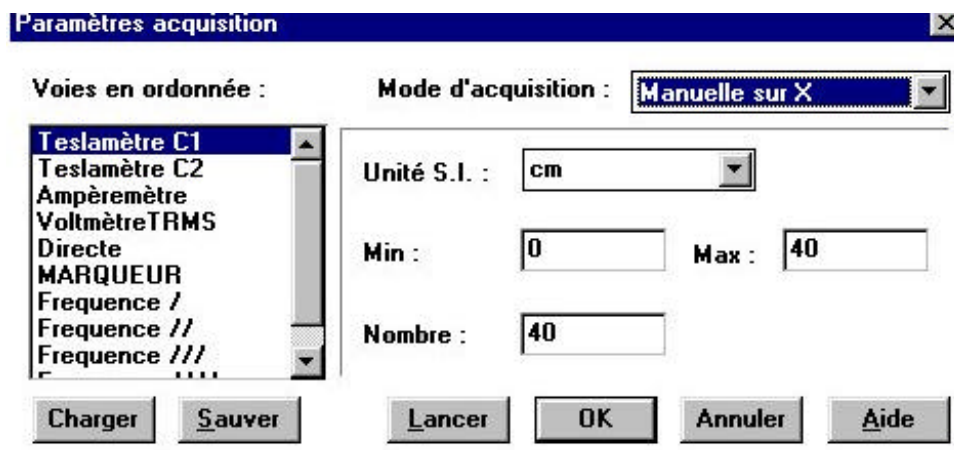 Paramètres acquisition
Voies en ordonnée :
Mode d'acquisition : Manuelle sur X
Teslamètre C1
Teslamètre C2
Ampèremètre
VoltmètreTRMS
Directe
MARQUEUR
Frequence /
Frequence //
Frequence ///
Unité S.I. : cm
Min : 0 Max : 40
Nombre : 40
Charger Sauver Lancer OK Annuler Aide